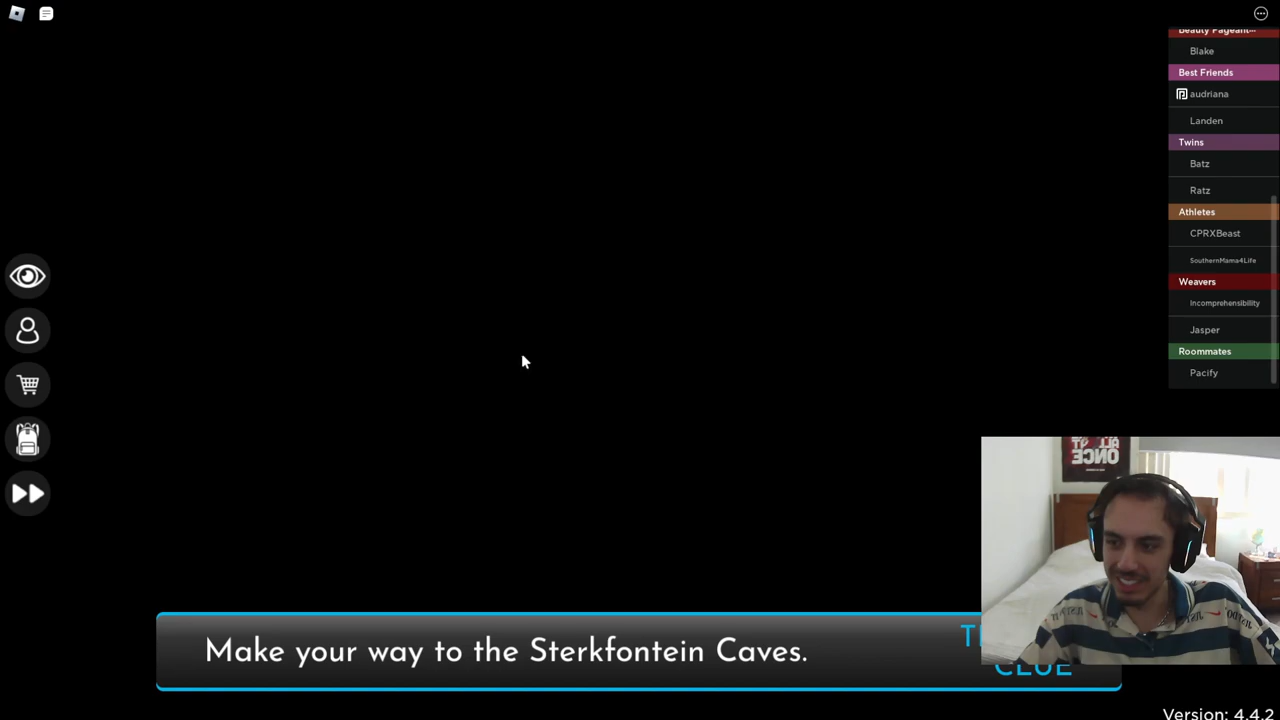 Beauty Pageant...
Blake
Best Friends
audriana
Landen
Twins
Batz
Ratz
Athletes
CPRXBeast
SouthernMama4Life
Weavers
Incomprehensibility
Jasper
Roommates
Pacify
ONCE
Make your way to the Sterkfontein Caves.
CLUE
Version: 4.4.2